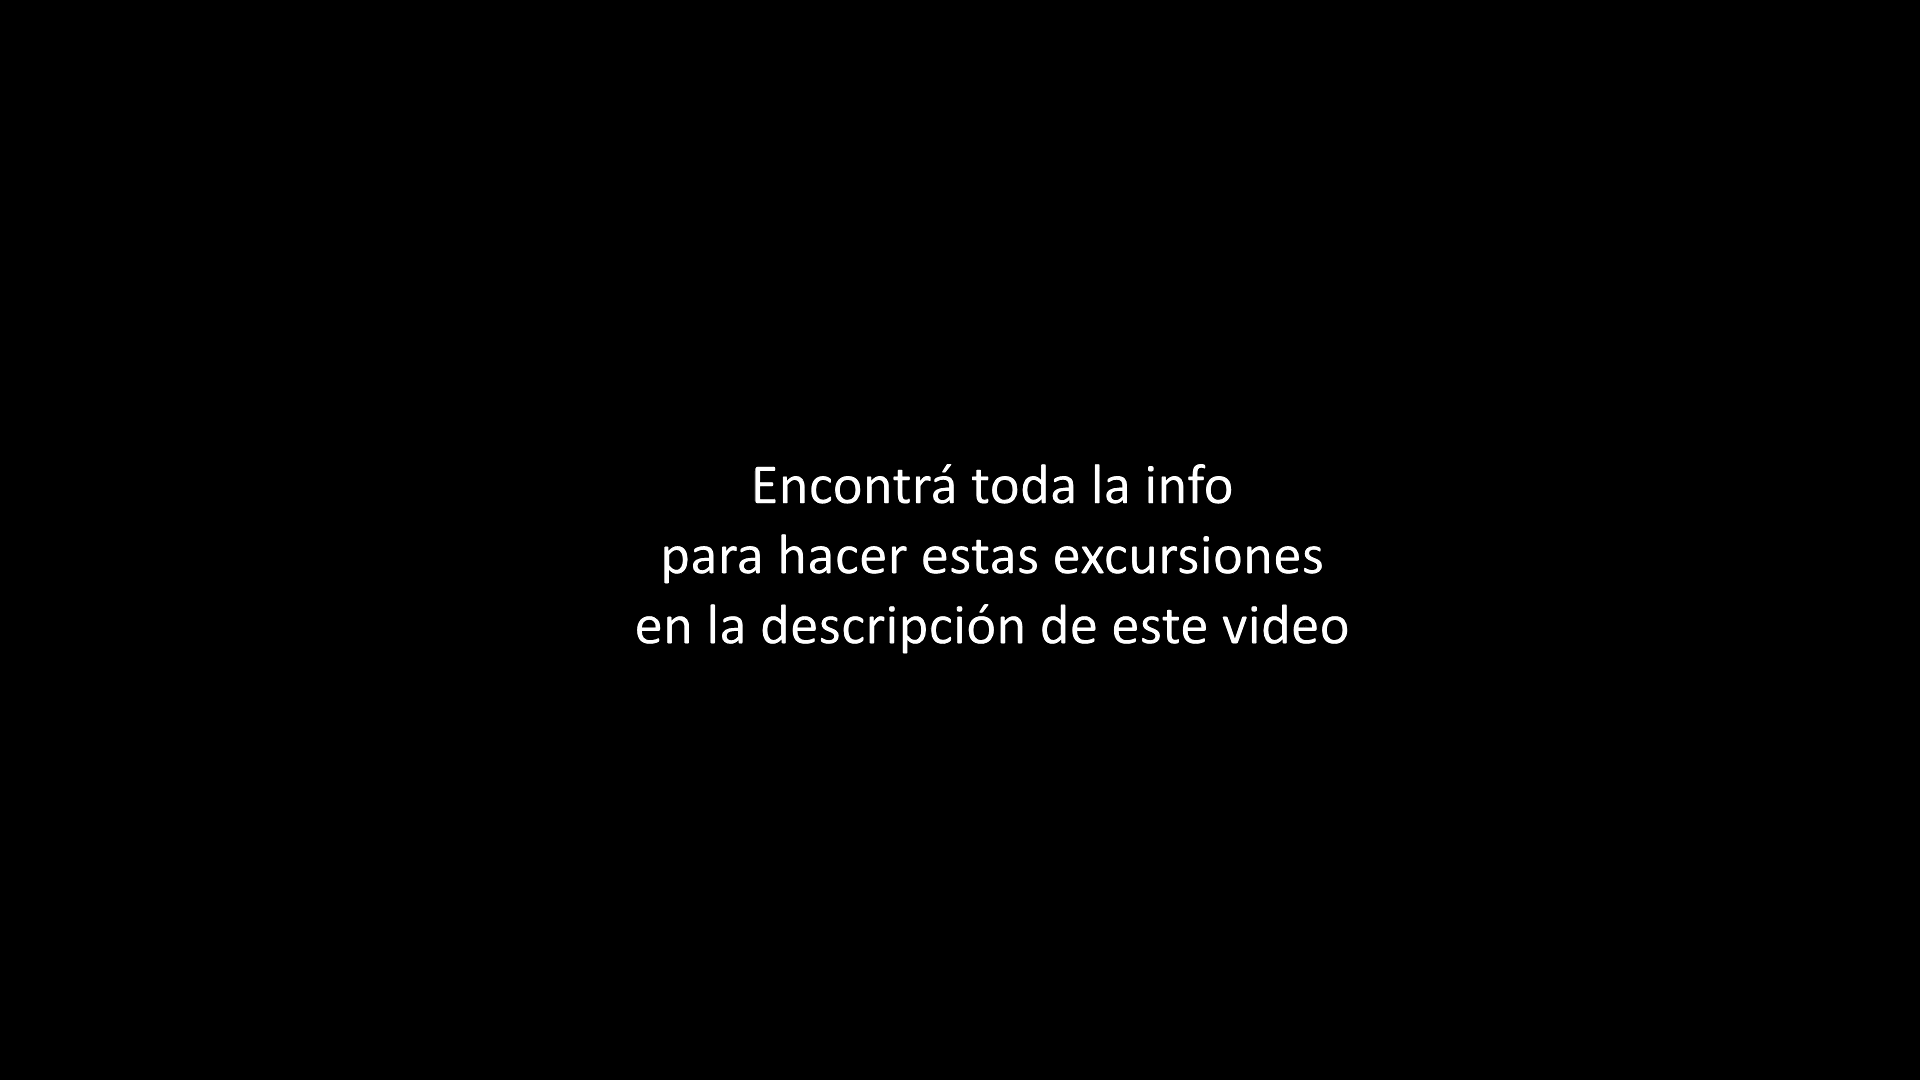 Encontrá toda la info
para hacer estas excursiones
en la descripción de este video